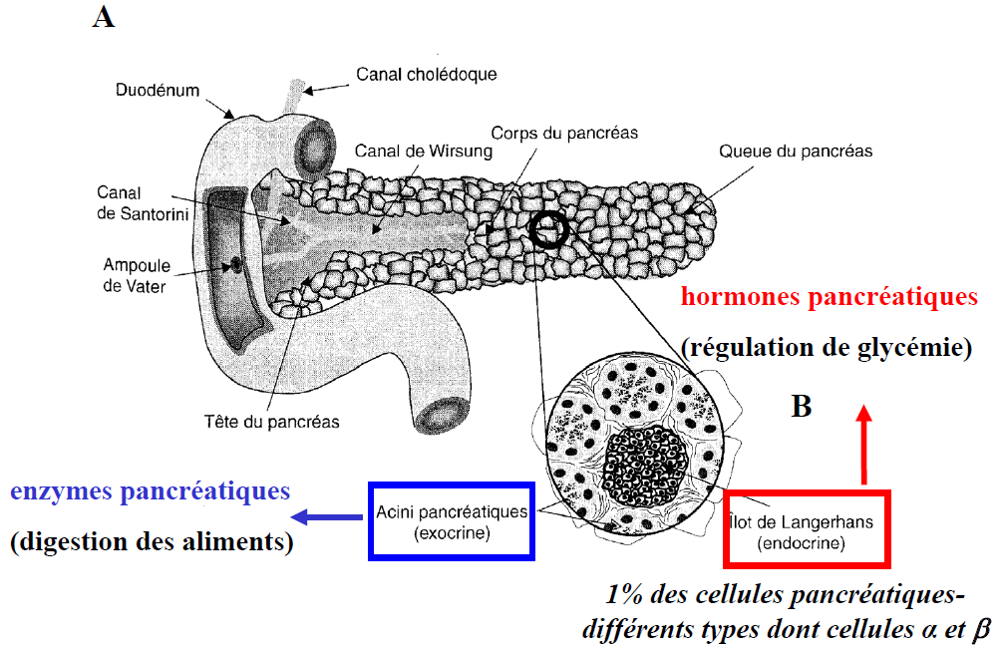 A
Canal cholédoque
Duodénum
Corps du pancréas
Canal de Wirsung
Queue du pancréas
Canal
de Santorini
Ampoule
de Vater
hormones pancréatiques
(régulation de glycémie)
B
Tête du pancréas
enzymes pancréatiques
(digestion des aliments)
Acini pancréatiques
(exocrine)
Îlot de Langerhans
(endocrine)
1% des cellules pancréatiques-
différents types dont cellules α et β